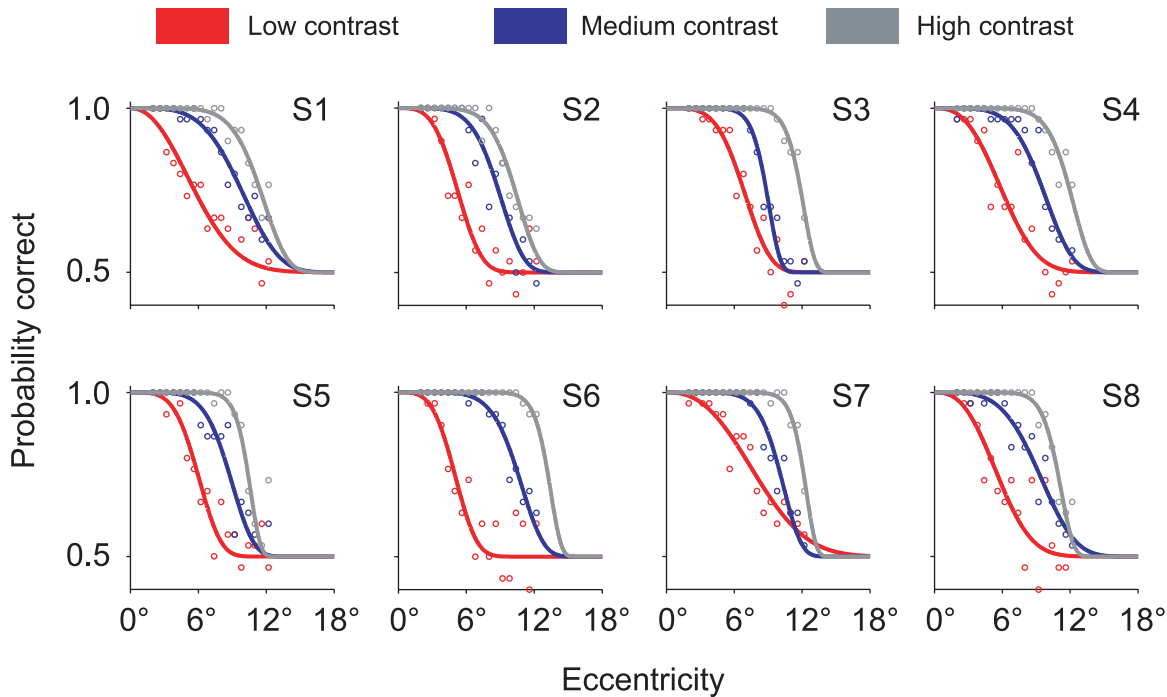 Low contrast Medium contrast High contrast
1.0 S1 S2 S3 S4
0.5
1.0 S5 S6 S7 S8
0.5
0° 6° 12° 18° 0° 6° 12° 18° 0° 6° 12° 18° 0° 6° 12° 18°
Probability correct
Eccentricity